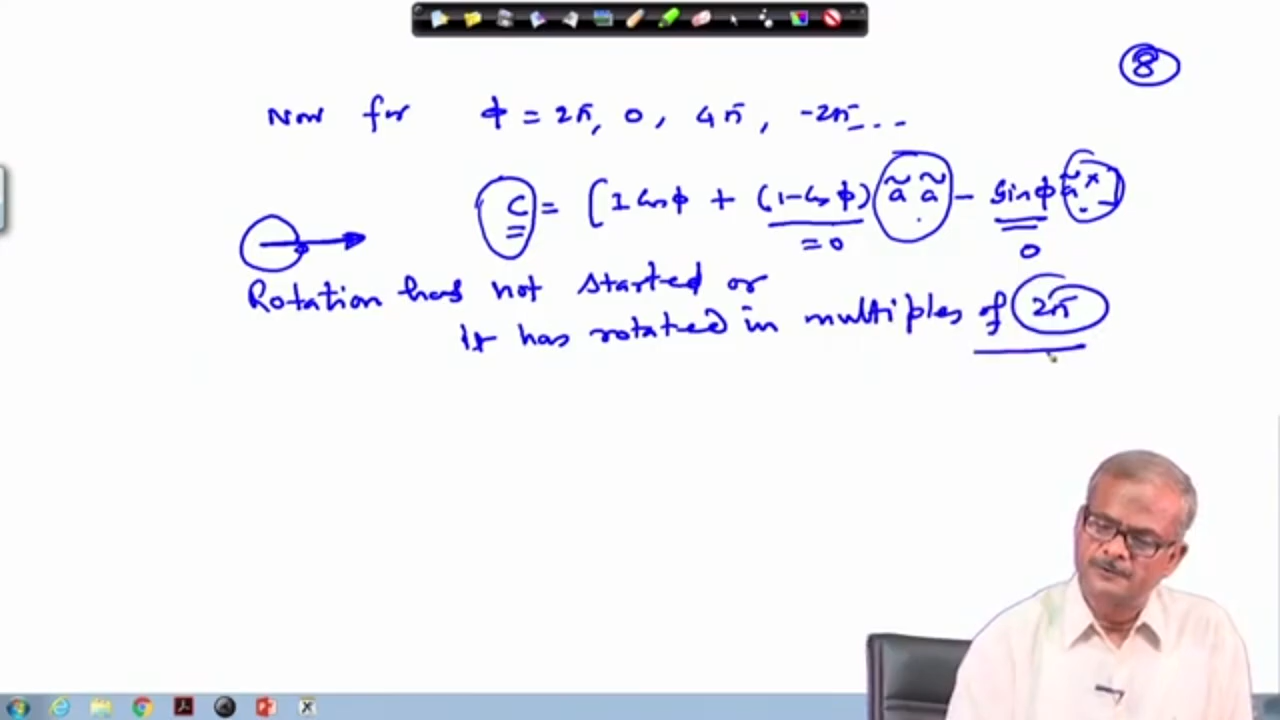 8
Now for φ = 2π, 0, 4π, -2π...
C = [I cos φ + (1-cos φ) ã ã - sin φ ã×]
= 0 0
Rotation has not started or
It has rotated in multiples of 2π